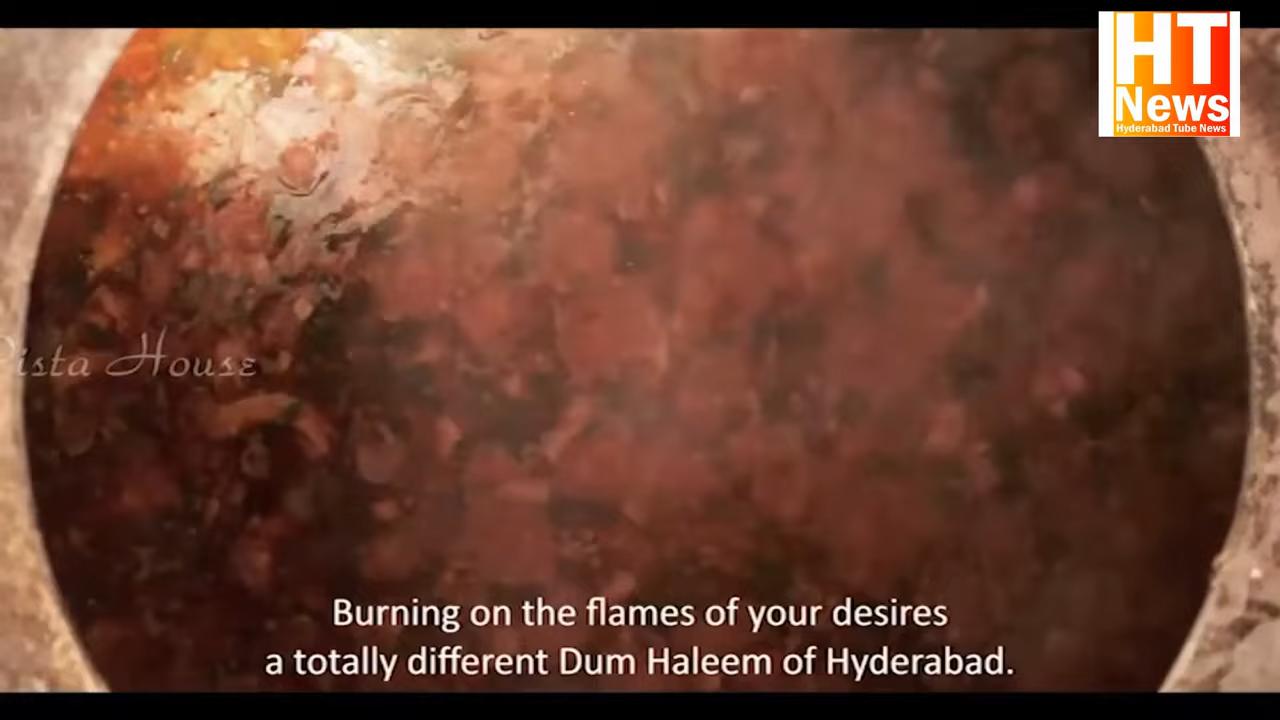 HT
News
Hyderabad Tube News
Pista House
Burning on the flames of your desires
a totally different Dum Haleem of Hyderabad.